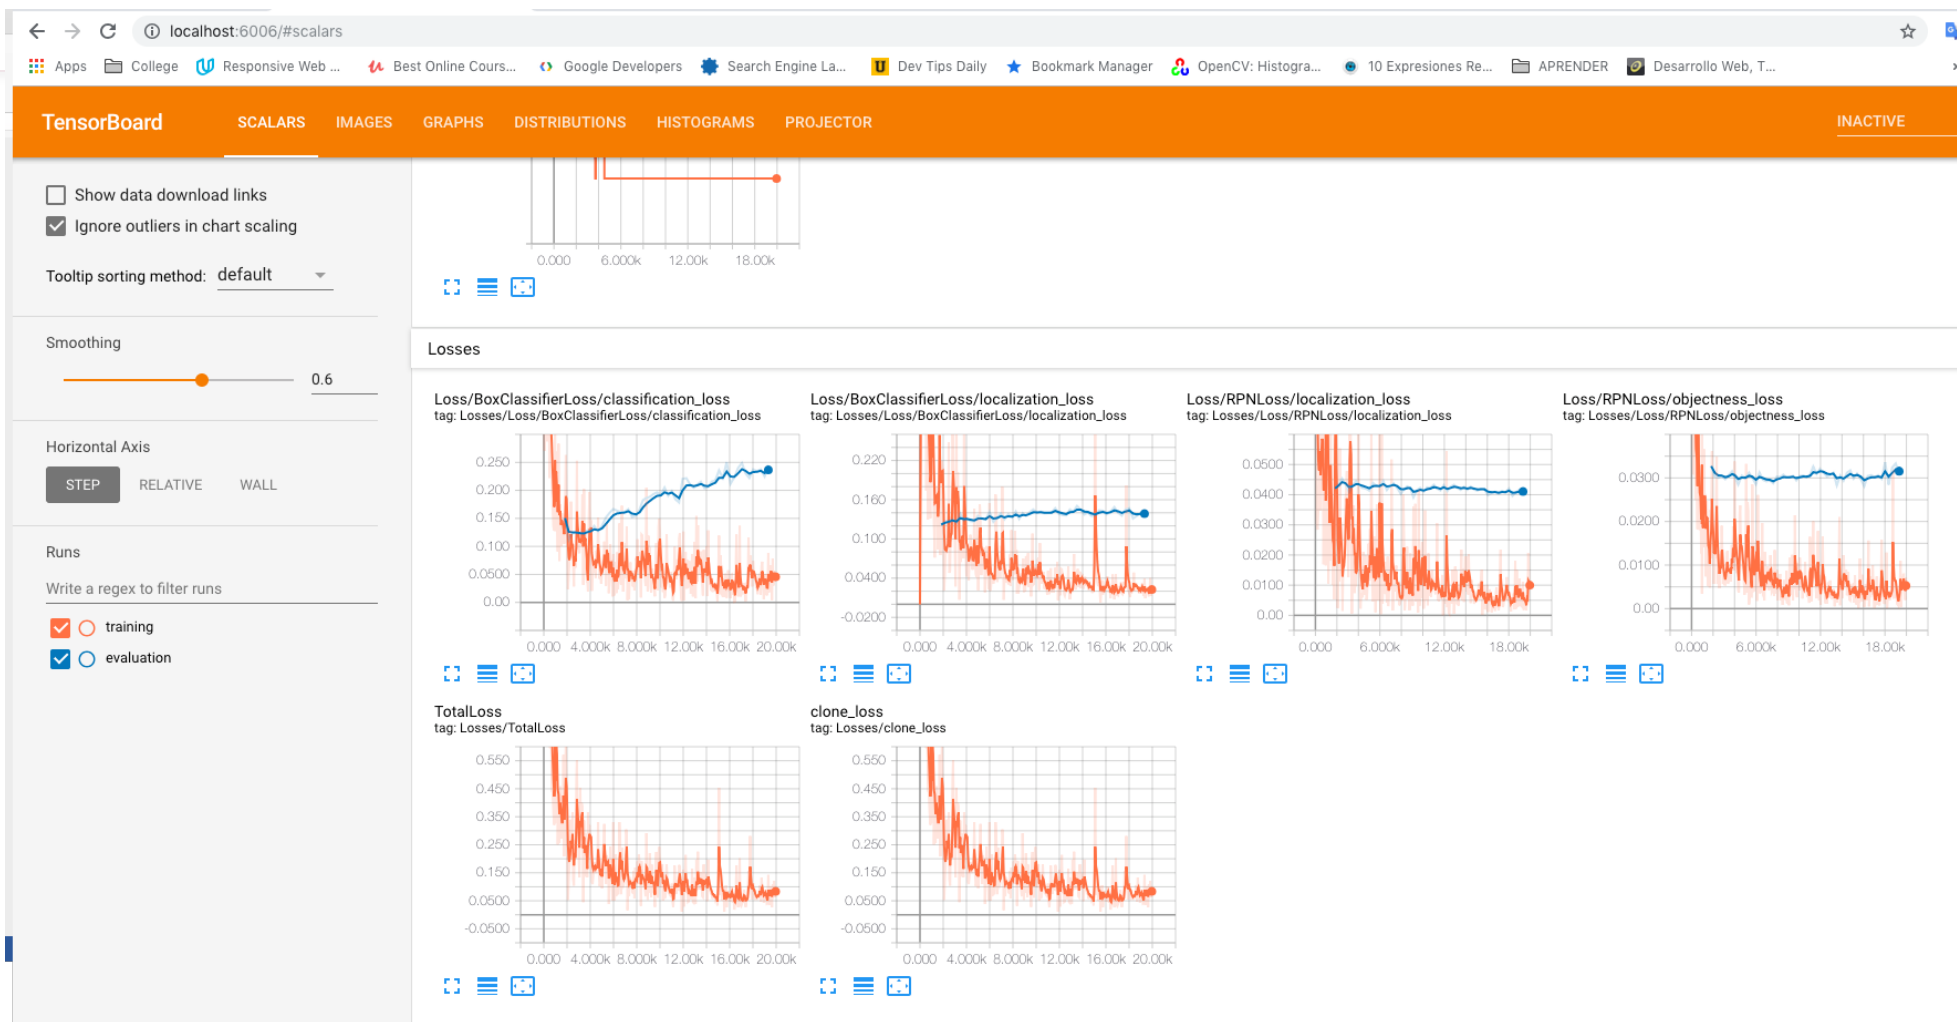 localhost:6006/#scalars
Apps College Responsive Web ... Best Online Cours... Google Developers Search Engine La... Dev Tips Daily Bookmark Manager OpenCV: Histogra... 10 Expresiones Re... APRENDER Desarrollo Web, T...
TensorBoard SCALARS IMAGES GRAPHS DISTRIBUTIONS HISTOGRAMS PROJECTOR INACTIVE
Show data download links
Ignore outliers in chart scaling
Tooltip sorting method: default
Smoothing
0.6
Horizontal Axis
STEP RELATIVE WALL
Runs
Write a regex to filter runs
training
evaluation
0.000 6.000k 12.00k 18.00k
Losses
Loss/BoxClassifierLoss/classification_loss
tag: Losses/Loss/BoxClassifierLoss/classification_loss
0.250
0.200
0.150
0.100
0.0500
0.00
0.000 4.000k 8.000k 12.00k 16.00k 20.00k
Loss/BoxClassifierLoss/localization_loss
tag: Losses/Loss/BoxClassifierLoss/localization_loss
0.220
0.160
0.100
0.0400
-0.0200
0.000 4.000k 8.000k 12.00k 16.00k 20.00k
Loss/RPNLoss/localization_loss
tag: Losses/Loss/RPNLoss/localization_loss
0.0500
0.0400
0.0300
0.0200
0.0100
0.00
0.000 6.000k 12.00k 18.00k
Loss/RPNLoss/objectness_loss
tag: Losses/Loss/RPNLoss/objectness_loss
0.0300
0.0200
0.0100
0.00
0.000 6.000k 12.00k 18.00k
TotalLoss
tag: Losses/TotalLoss
0.550
0.450
0.350
0.250
0.150
0.0500
-0.0500
0.000 4.000k 8.000k 12.00k 16.00k 20.00k
clone_loss
tag: Losses/clone_loss
0.550
0.450
0.350
0.250
0.150
0.0500
-0.0500
0.000 4.000k 8.000k 12.00k 16.00k 20.00k